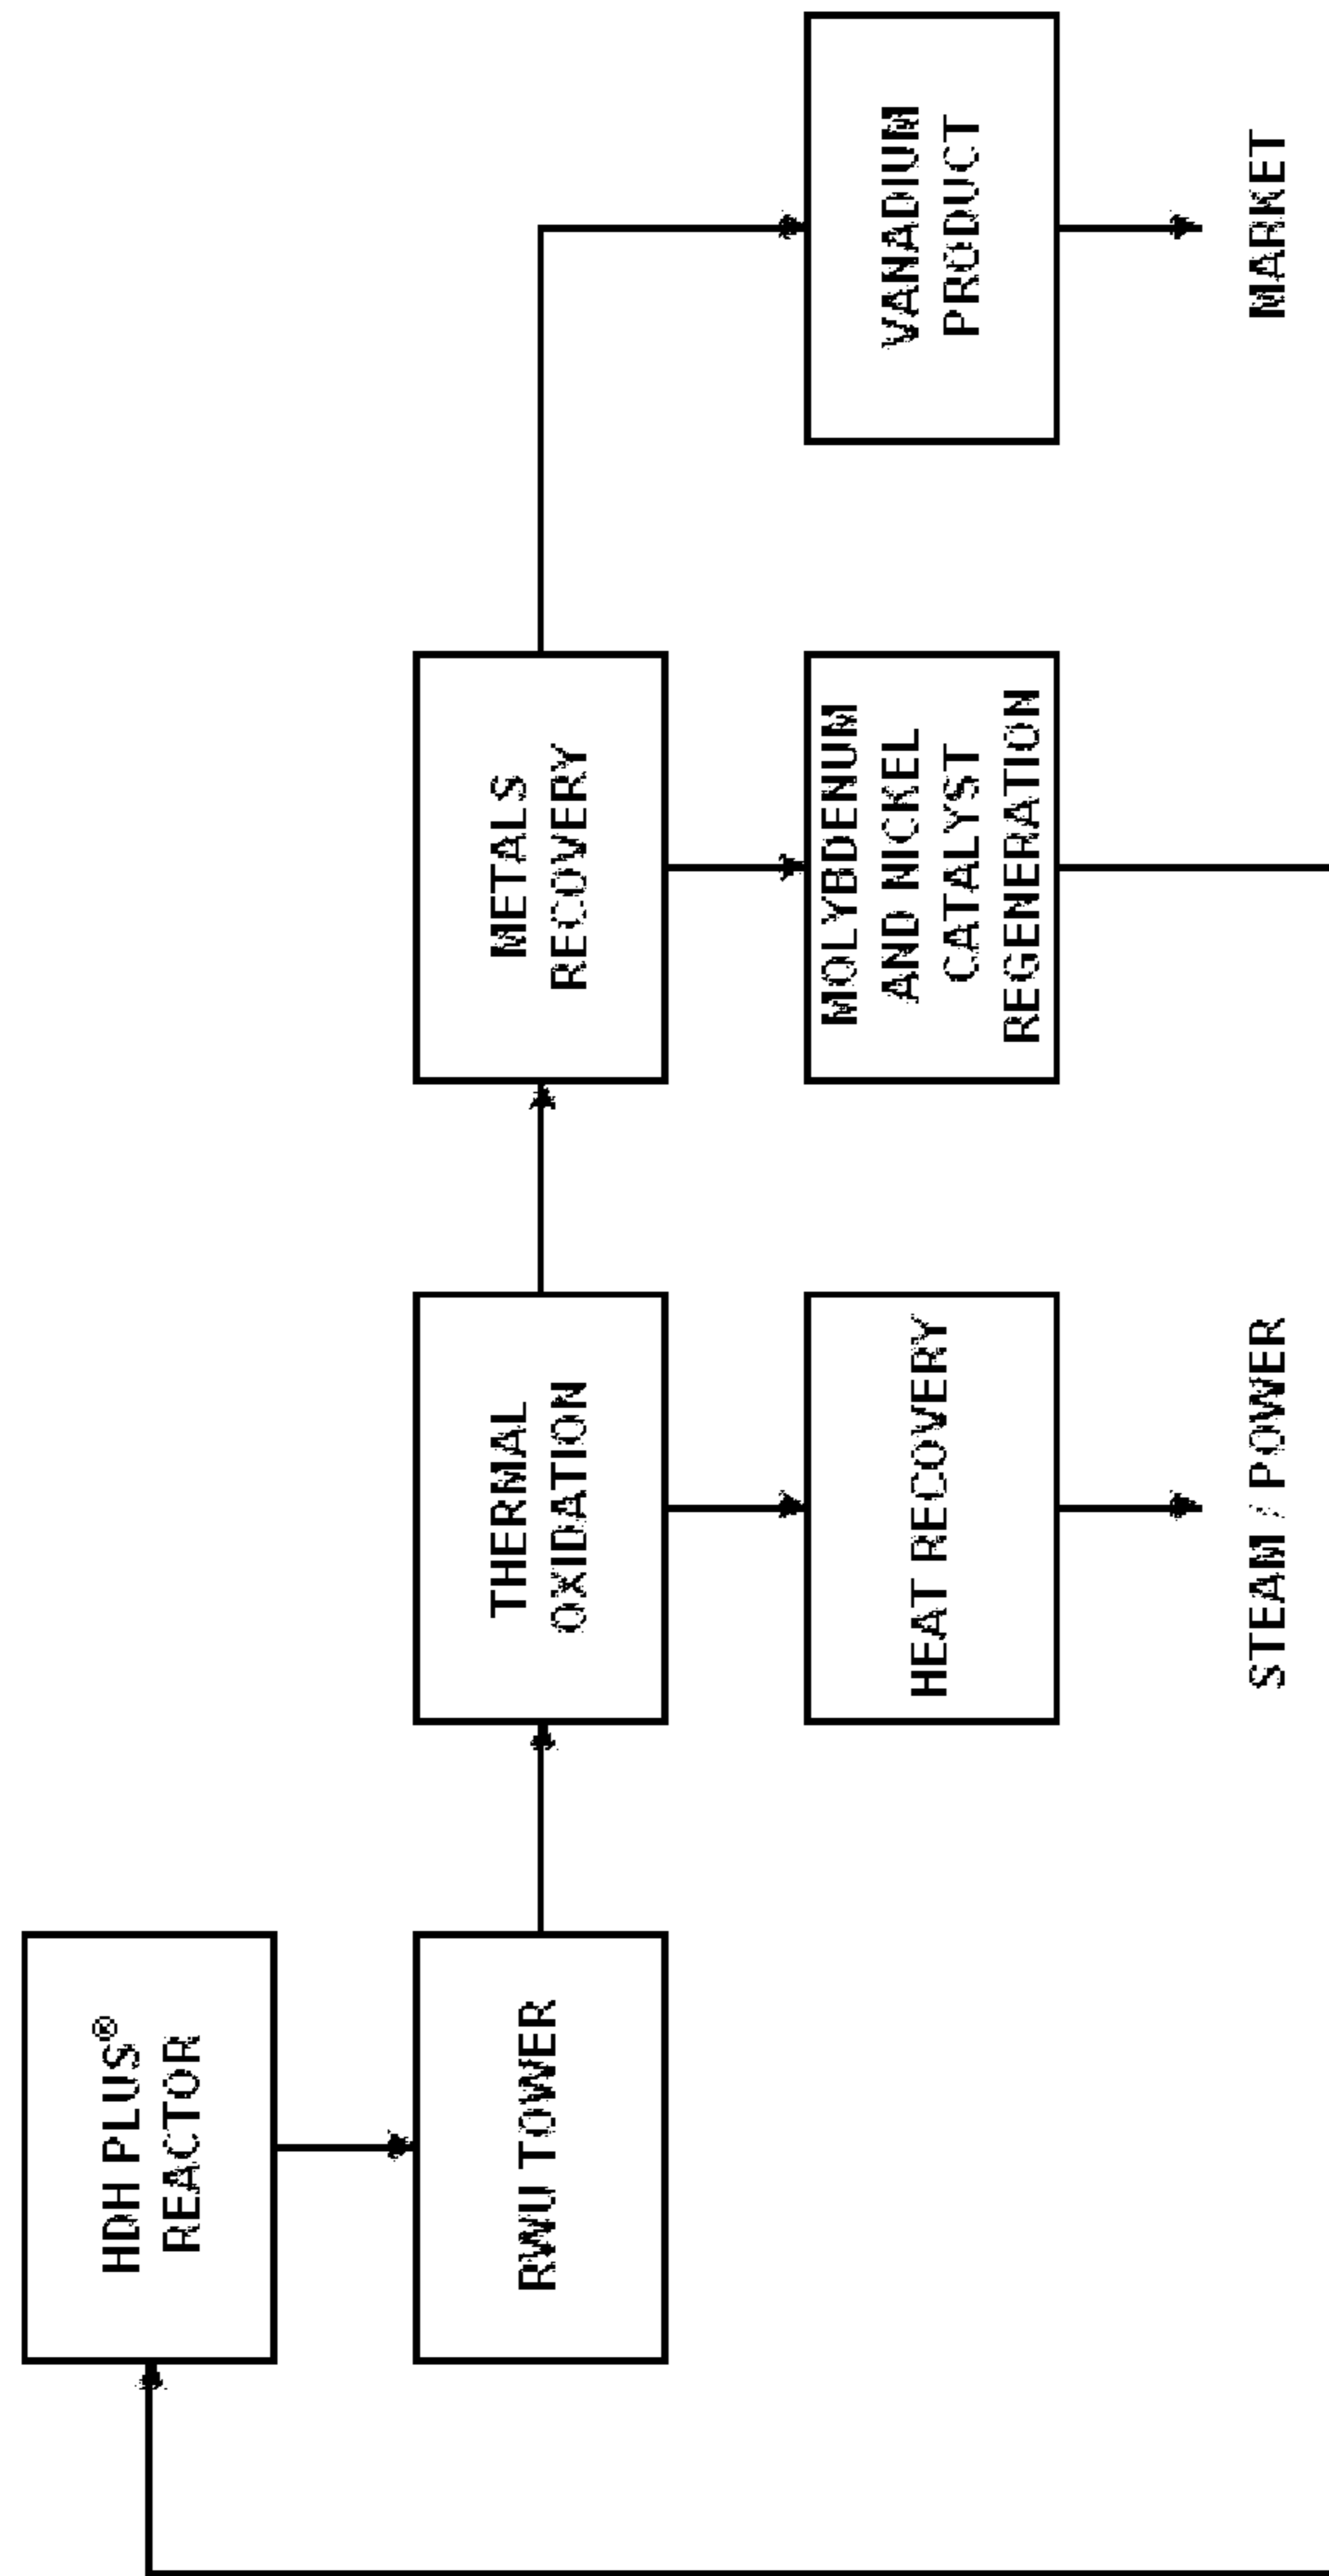 HDH PLUS®
REACTOR
RWU TOWER
THERMAL
OXIDATION
METALS
RECOVERY
HEAT RECOVERY
MOLYBDENUM
AND NICKEL
CATALYST
REGENERATION
VANADIUM
PRODUCT
STEAM / POWER
MARKET